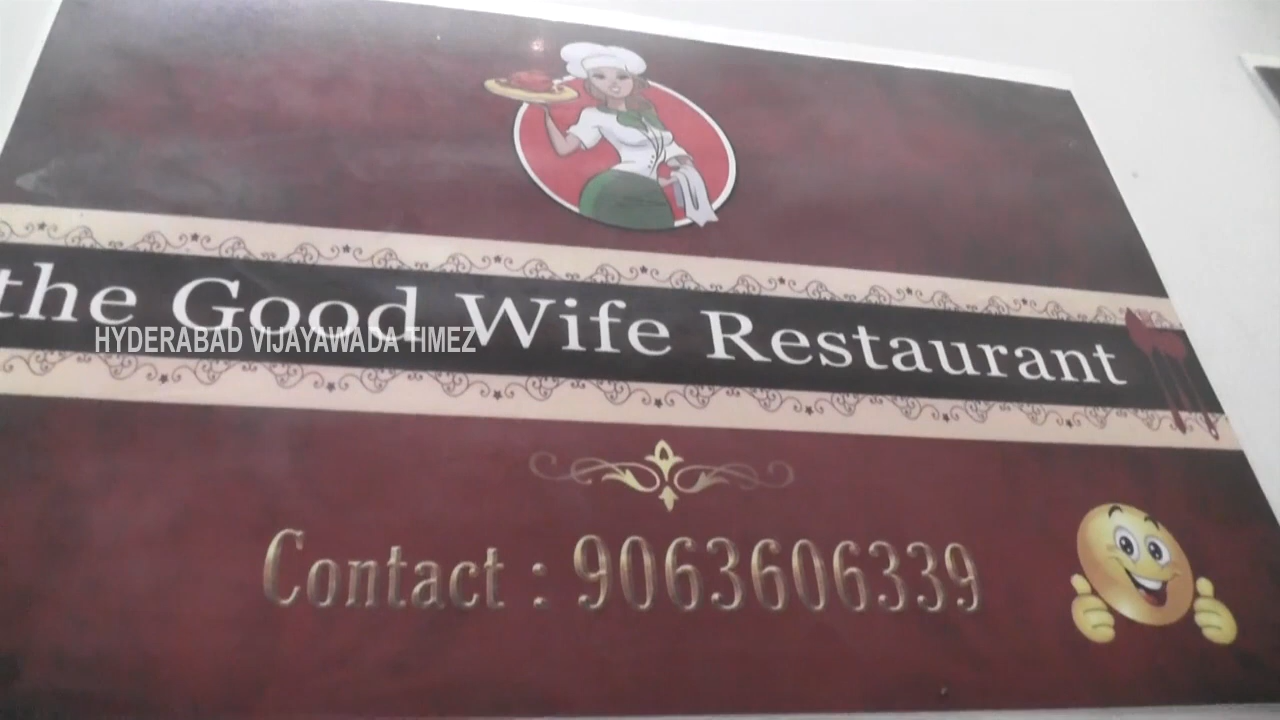 the Good Wife Restaurant
HYDERABAD VIJAYAWADA TIMEZ
Contact : 9063606339